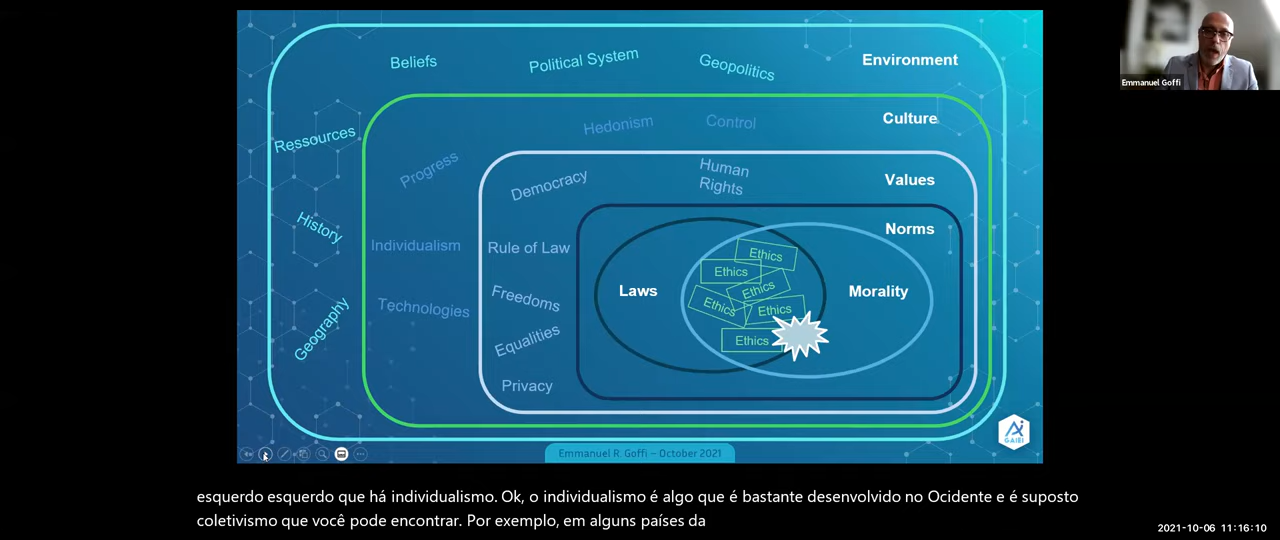 Beliefs
Political System
Geopolitics
Environment
Emmanuel Goffi
Ressources
Hedonism
Control
Culture
Progress
Democracy
Human
Rights
Values
History
Individualism
Rule of Law
Norms
Laws
Ethics
Ethics
Ethics
Ethics
Ethics
Ethics
Morality
Geography
Technologies
Freedoms
Equalities
Privacy
GAIEI
Emmanuel R. Goffi – October 2021
esquerdo esquerdo que há individualismo. Ok, o individualismo é algo que é bastante desenvolvido no Ocidente e é suposto
coletivismo que você pode encontrar. Por exemplo, em alguns países da
2021-10-06 11:16:10